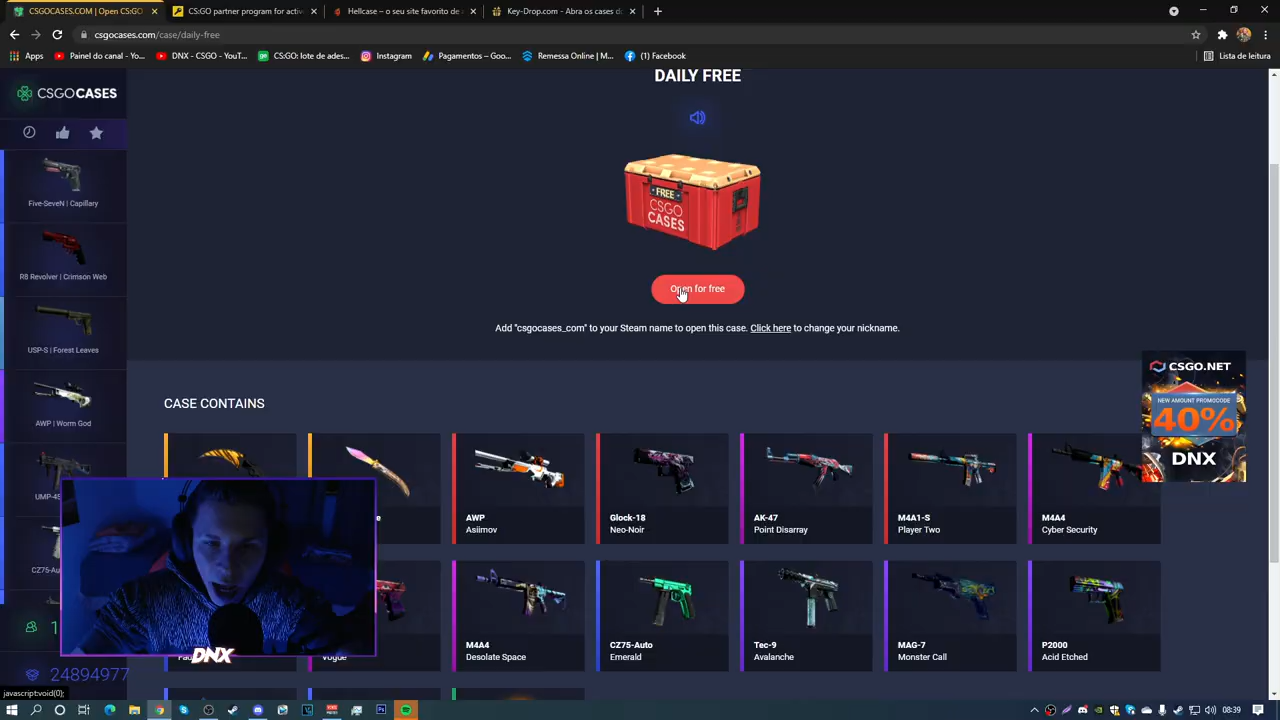 CSGOCASES.COM | Open CS:GO
CS:GO partner program for activ
Hellcase – o seu site favorito de
Key-Drop.com - Abra os cases do
csgocases.com/case/daily-free
Apps
Painel do canal - Yo...
DNX - CSGO - YouT...
CS:GO: lote de ades...
Instagram
Pagamentos – Goo...
Remessa Online | M...
(1) Facebook
Lista de leitura
CSGOCASES
DAILY FREE
Five-SeveN | Capillary
FREE
CSGO
CASES
R8 Revolver | Crimson Web
Open for free
Add "csgocases_com" to your Steam name to open this case. Click here to change your nickname.
USP-S | Forest Leaves
CSGO.NET
NEW AMOUNT PROMOCODE
40%
DNX
CASE CONTAINS
AWP | Worm God
UMP-45
AWP
Asiimov
Glock-18
Neo-Noir
AK-47
Point Disarray
M4A1-S
Player Two
M4A4
Cyber Security
CZ75-Au
M4A4
Desolate Space
CZ75-Auto
Emerald
Tec-9
Avalanche
MAG-7
Monster Call
P2000
Acid Etched
Vogue
DNX
24894977
javascript:void(0);
08:39